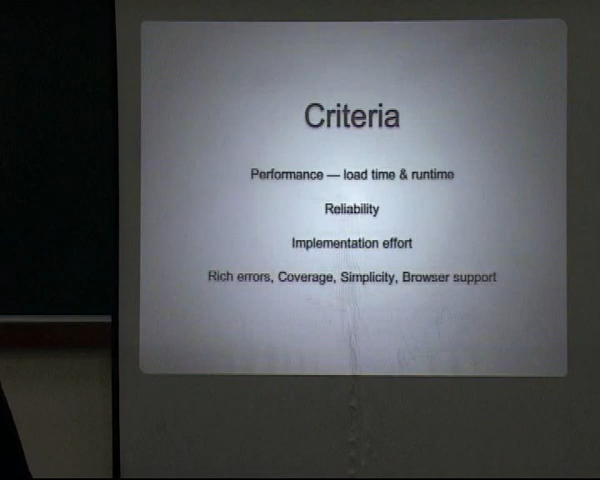 Criteria
Performance — load time & runtime
Reliability
Implementation effort
Rich errors, Coverage, Simplicity, Browser support